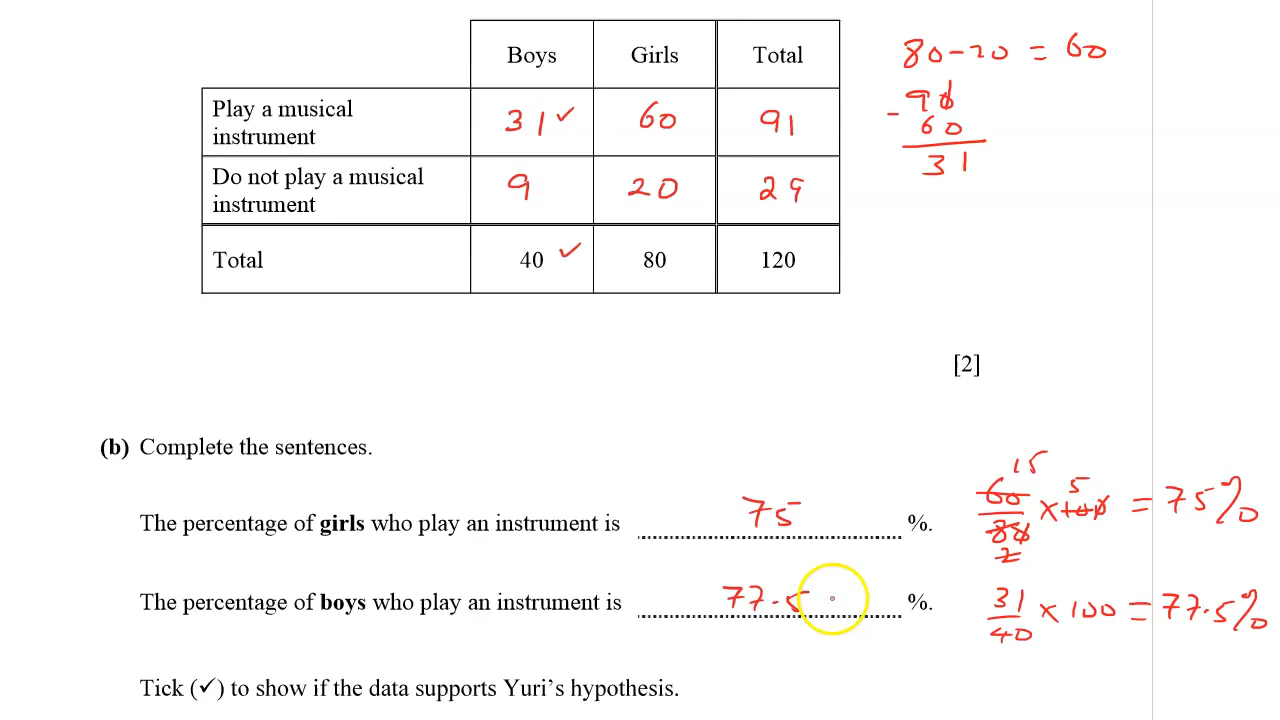 Boys Girls Total 80 - 20 = 60
Play a musical instrument 31 ✓ 60 91
- 91
60
31
Do not play a musical instrument 9 20 29
Total 40 ✓ 80 120
[2]
(b) Complete the sentences.
The percentage of girls who play an instrument is 75 %.
15 5
60/80 × 100 = 75%
2
The percentage of boys who play an instrument is 77.5 %.
31/40 × 100 = 77.5%
Tick (✓) to show if the data supports Yuri's hypothesis.